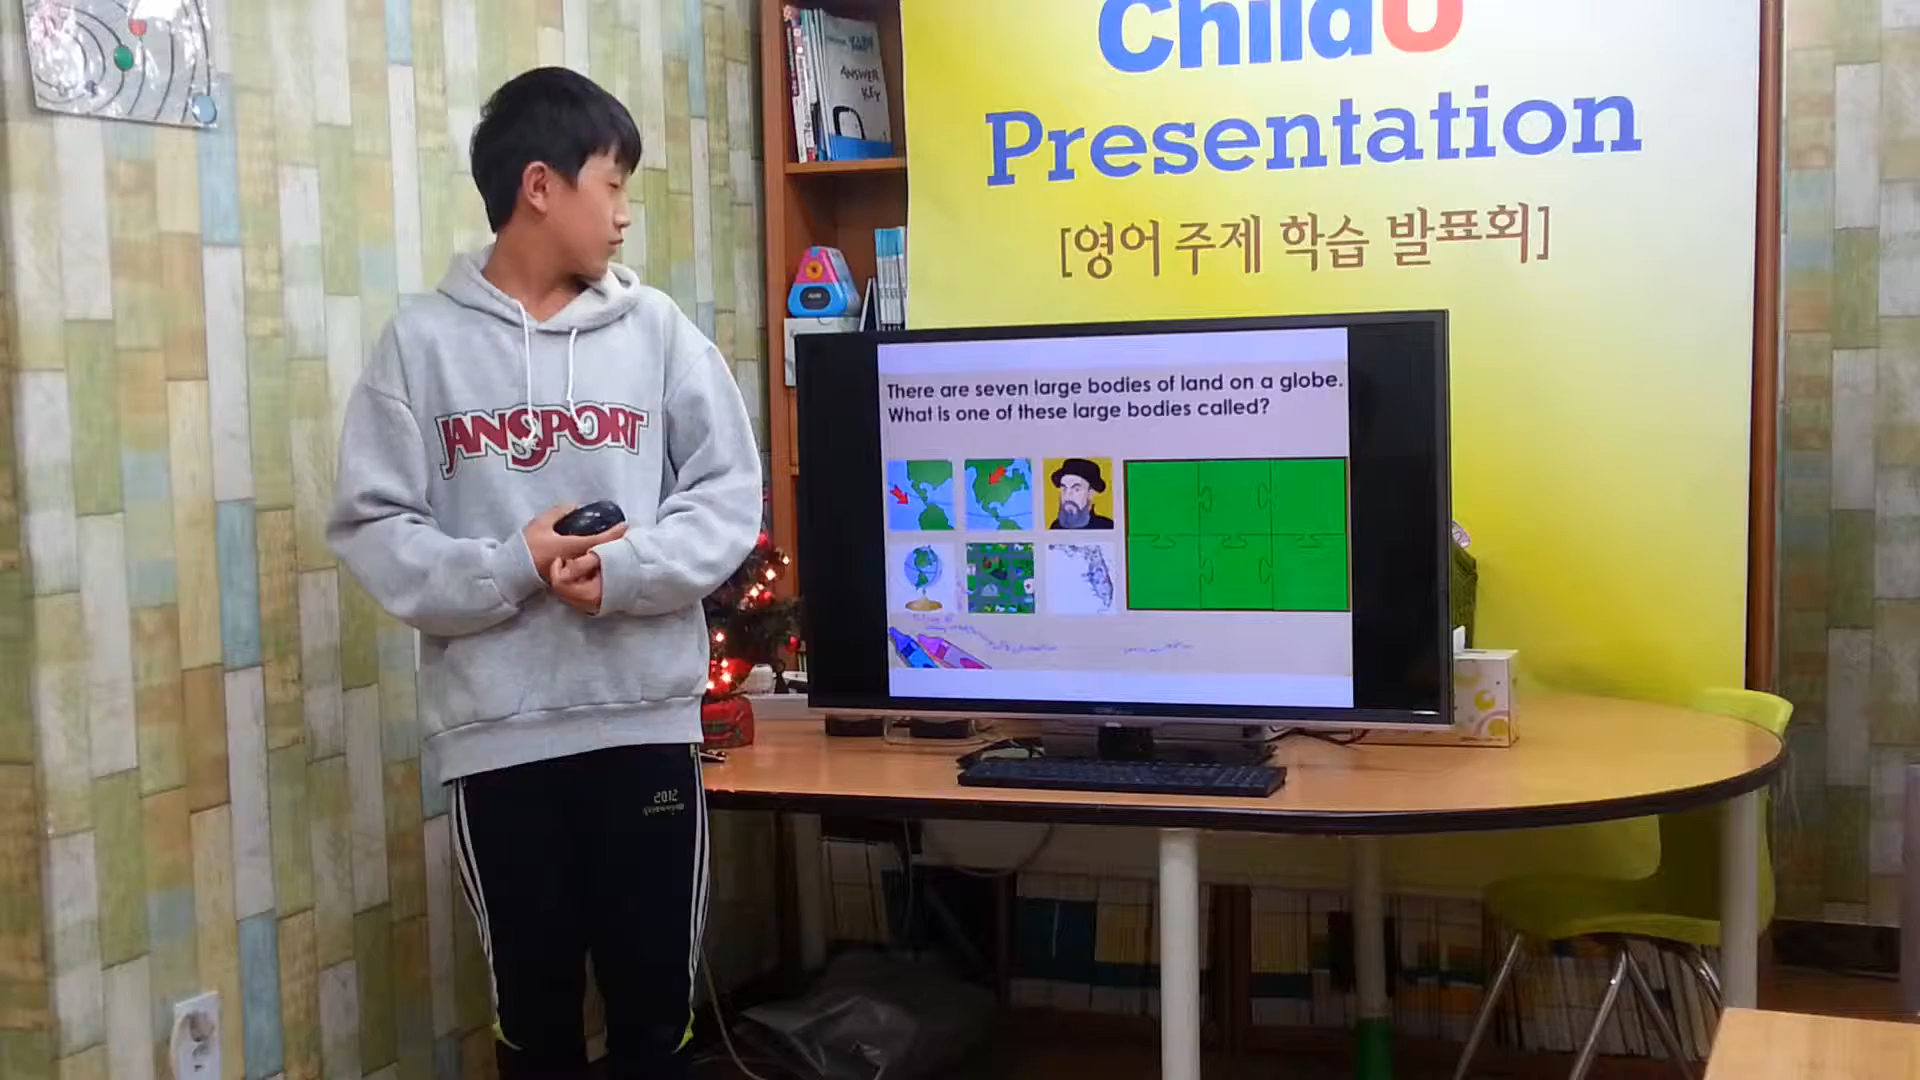 ChildU
Presentation
[영어 주제 학습 발표회]
ANSWER
KEY
There are seven large bodies of land on a globe.
What is one of these large bodies called?
JANSPORT
2012